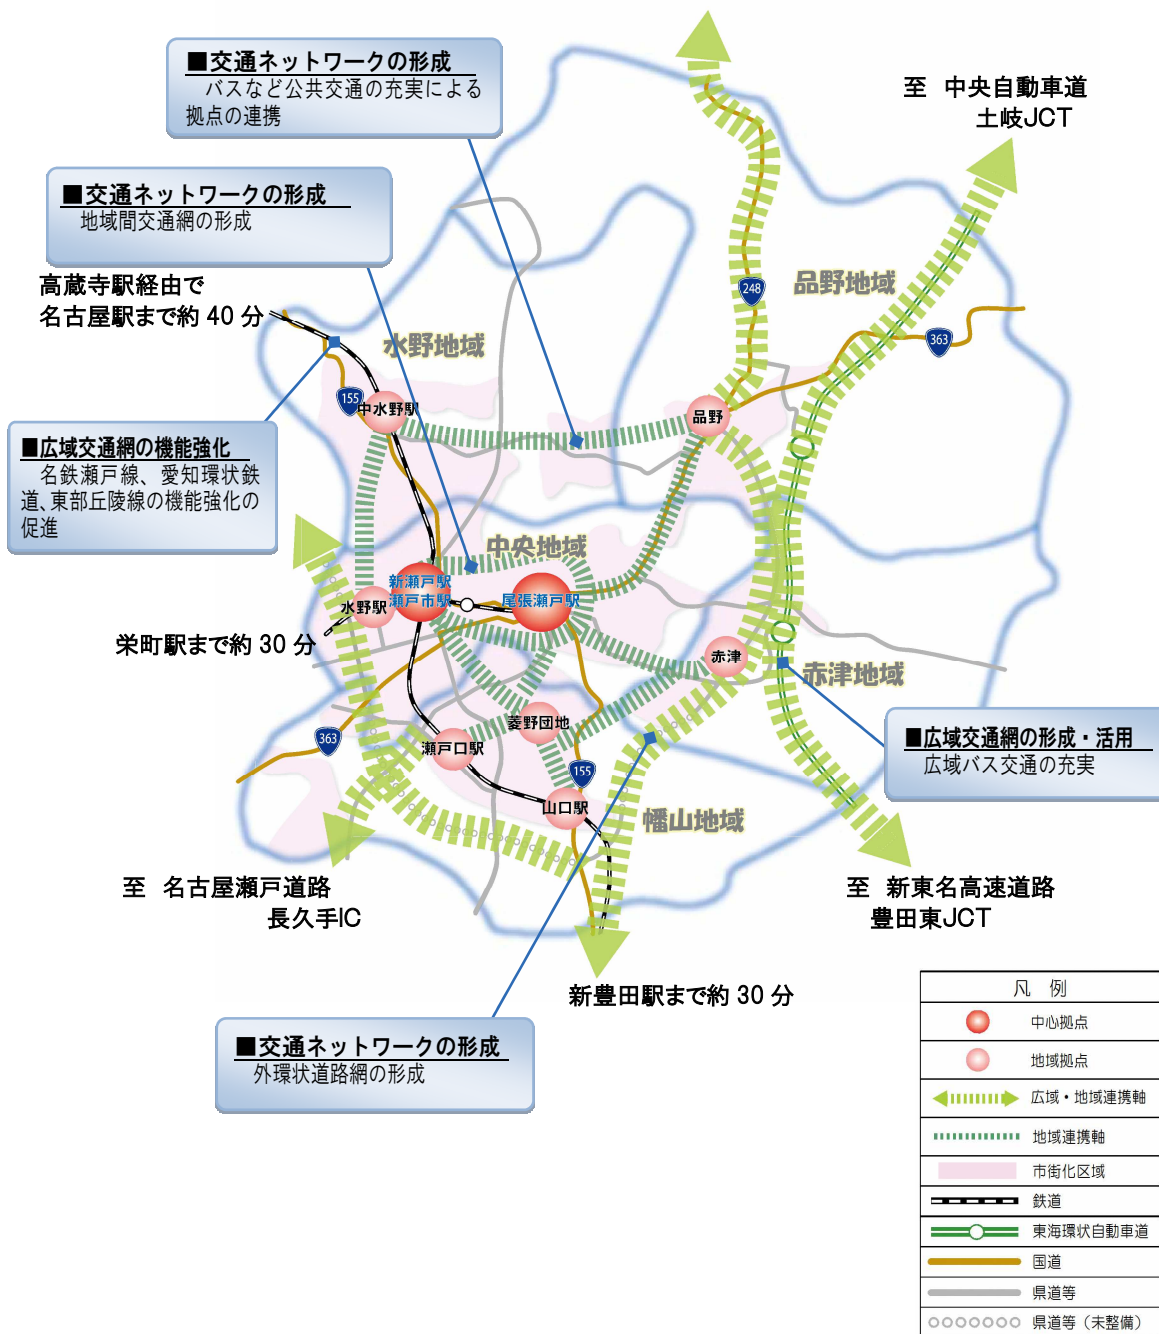 ■交通ネットワークの形成
バスなど公共交通の充実による
拠点の連携
至 中央自動車道
土岐JCT
■交通ネットワークの形成
地域間交通網の形成
高蔵寺駅経由で
名古屋駅まで約 40 分
248
品野地域
363
水野地域
155
中水野駅
品野
■広域交通網の機能強化
名鉄瀬戸線、愛知環状鉄
道、東部丘陵線の機能強化の
促進
中央地域
新瀬戸駅
瀬戸市駅
尾張瀬戸駅
水野駅
栄町駅まで約 30 分
赤津
赤津地域
菱野団地
363
瀬戸口駅
155
■広域交通網の形成・活用
広域バス交通の充実
山口駅
幡山地域
至 名古屋瀬戸道路
長久手IC
至 新東名高速道路
豊田東JCT
新豊田駅まで約 30 分
■交通ネットワークの形成
外環状道路網の形成
凡 例
中心拠点
地域拠点
広域・地域連携軸
地域連携軸
市街化区域
鉄道
東海環状自動車道
国道
県道等
県道等（未整備）